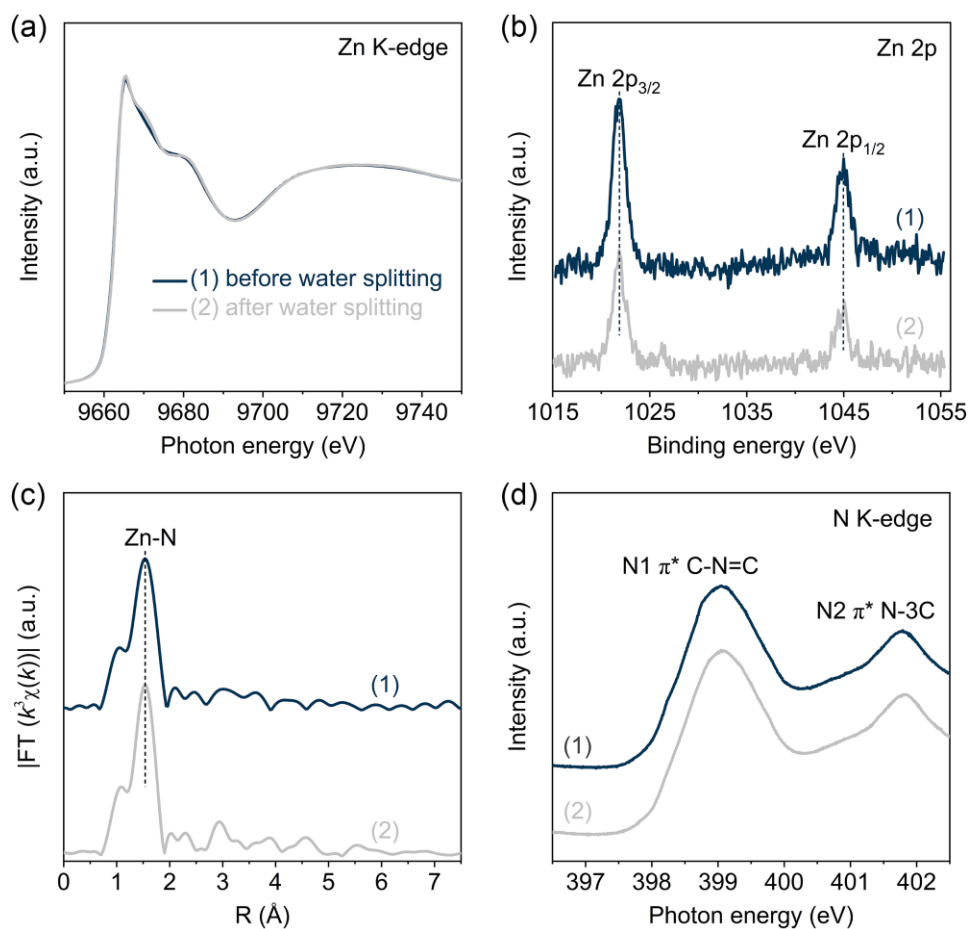 (a)
Zn K-edge
Intensity (a.u.)
(1) before water splitting
(2) after water splitting
9660 9680 9700 9720 9740
Photon energy (eV)
(b)
Zn 2p
Zn 2p3/2
Zn 2p1/2
Intensity (a.u.)
(1)
(2)
1015 1025 1035 1045 1055
Binding energy (eV)
(c)
Zn-N
|FT (k³χ(k))| (a.u.)
(1)
(2)
0 1 2 3 4 5 6 7
R (Å)
(d)
N K-edge
N1 π* C-N=C
N2 π* N-3C
Intensity (a.u.)
(1)
(2)
397 398 399 400 401 402
Photon energy (eV)